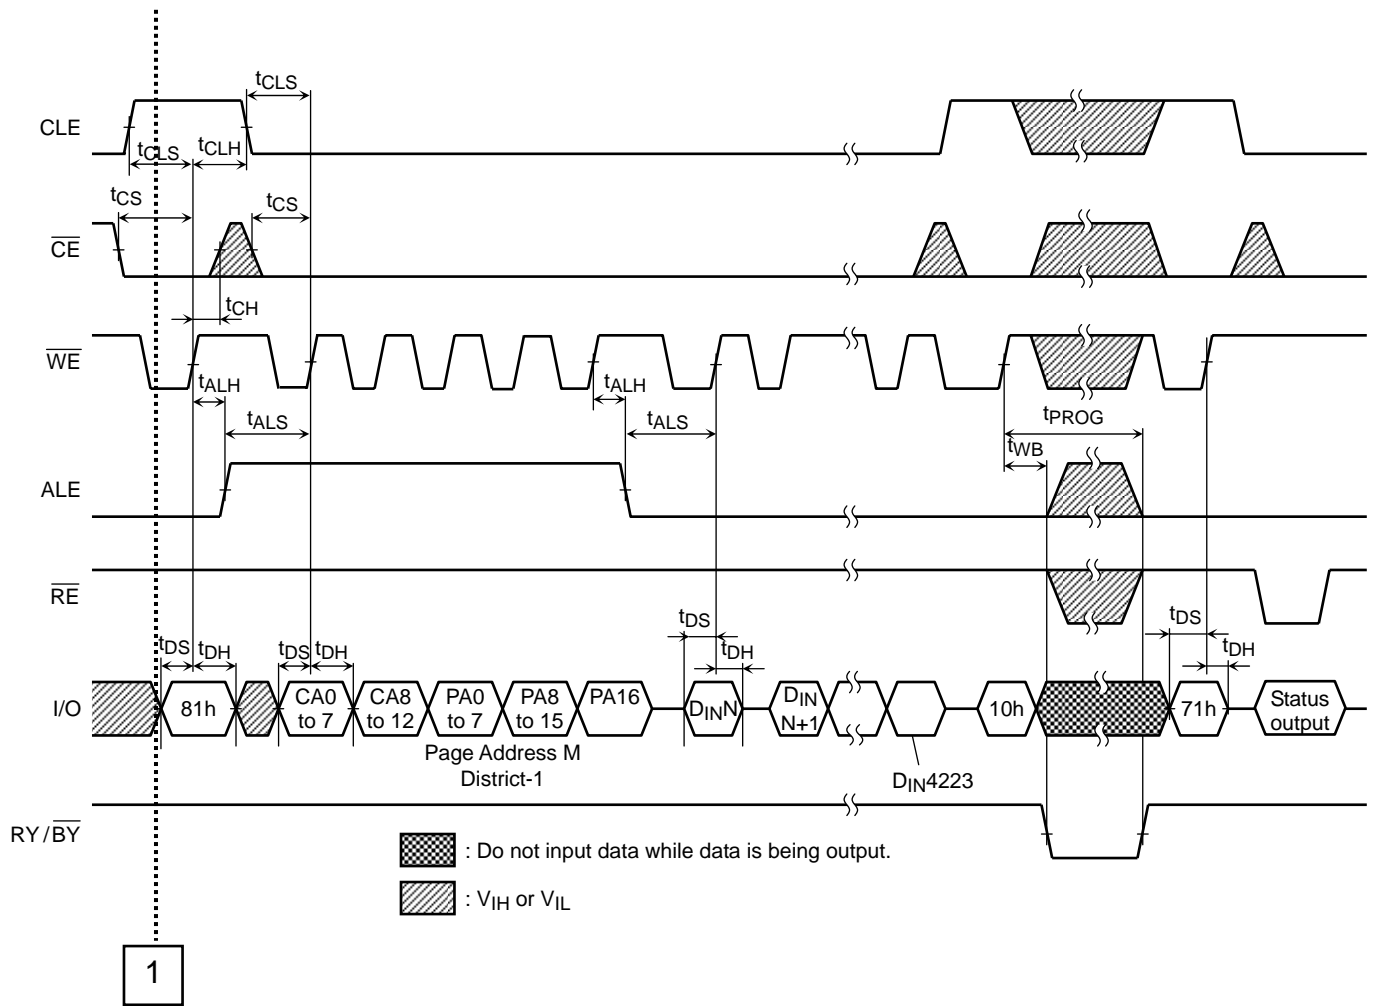 tCLS
CLE
tCLS tCLH
tCS tCS
CE
tCH
WE
tALH tALH
tALS tALS tPROG
tWB
ALE
RE
tDS tDH tDS tDH tDS tDH tDS tDH
I/O 81h CA0 to 7 CA8 to 12 PA0 to 7 PA8 to 15 PA16 DINN DIN N+1 10h 71h Status output
Page Address M
District-1
DIN4223
RY/BY
: Do not input data while data is being output.
: VIH or VIL
1